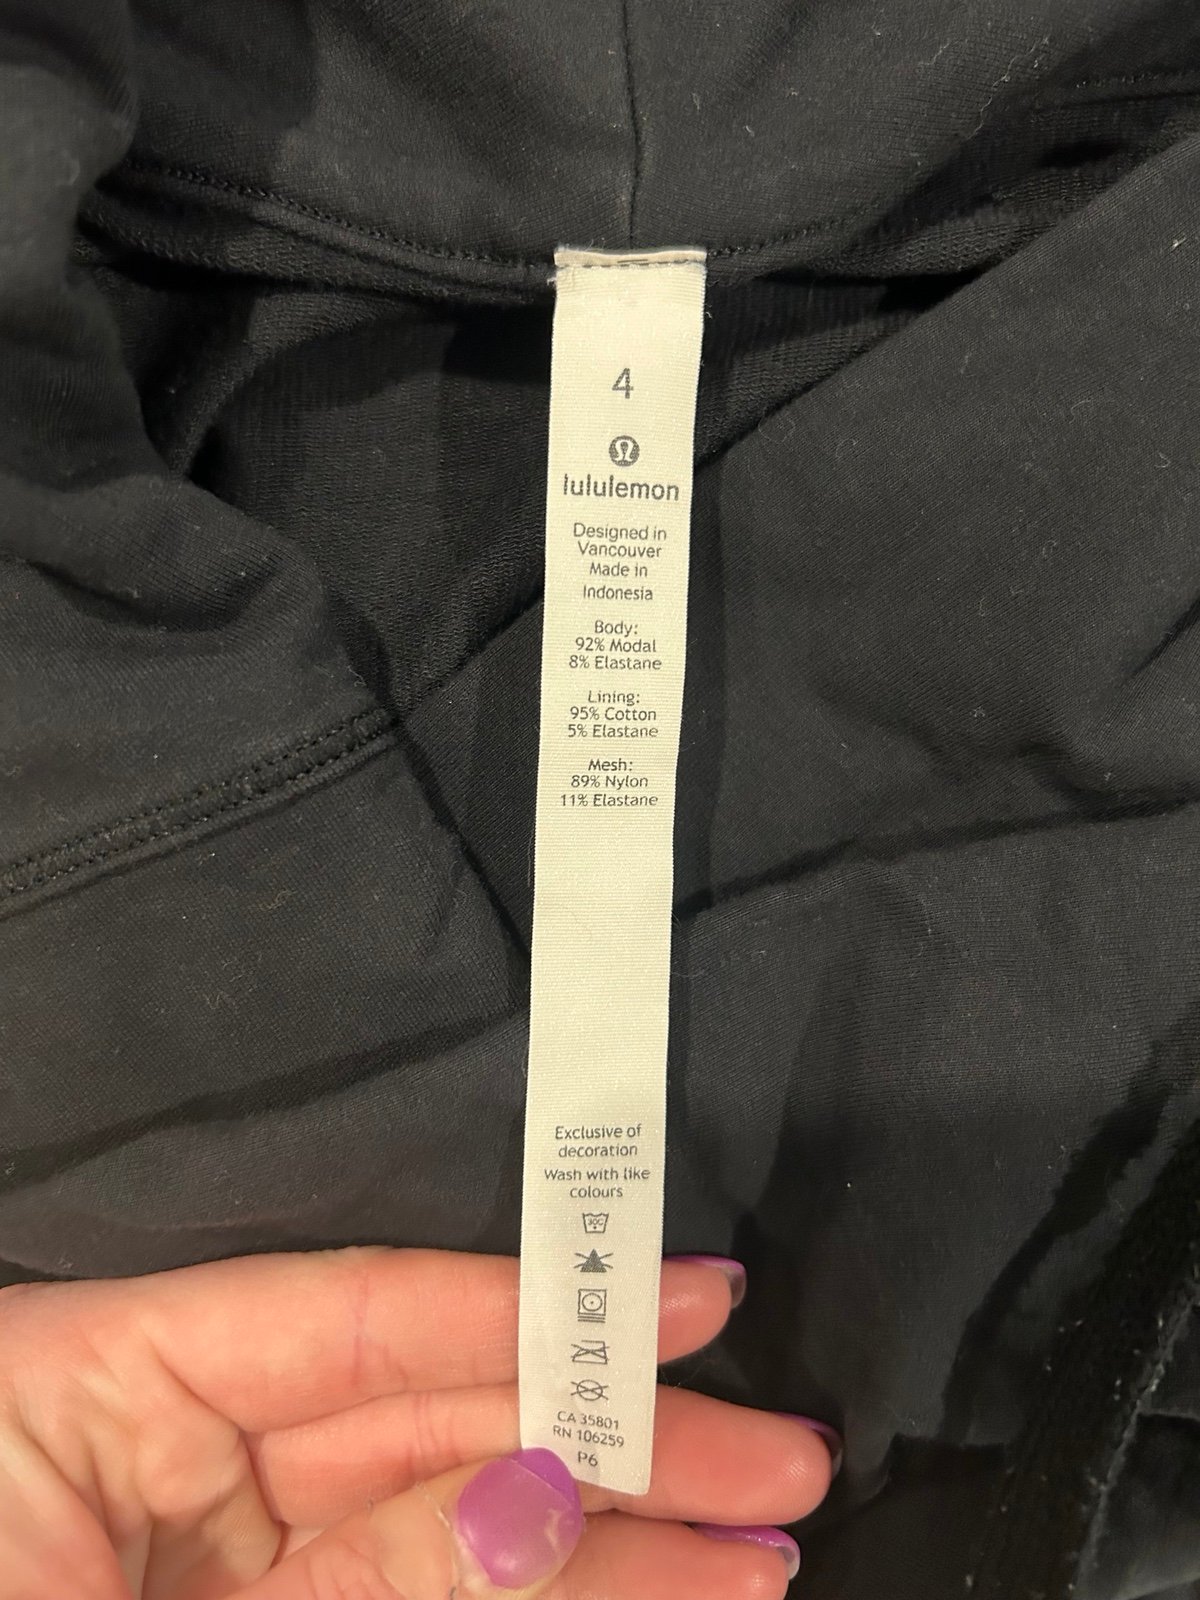 4
lululemon
Designed in
Vancouver
Made in
Indonesia
Body:
92% Modal
8% Elastane
Lining:
95% Cotton
5% Elastane
Mesh:
89% Nylon
11% Elastane
Exclusive of
decoration
Wash with like
colours
30C
CA 35801
RN 106259
P6